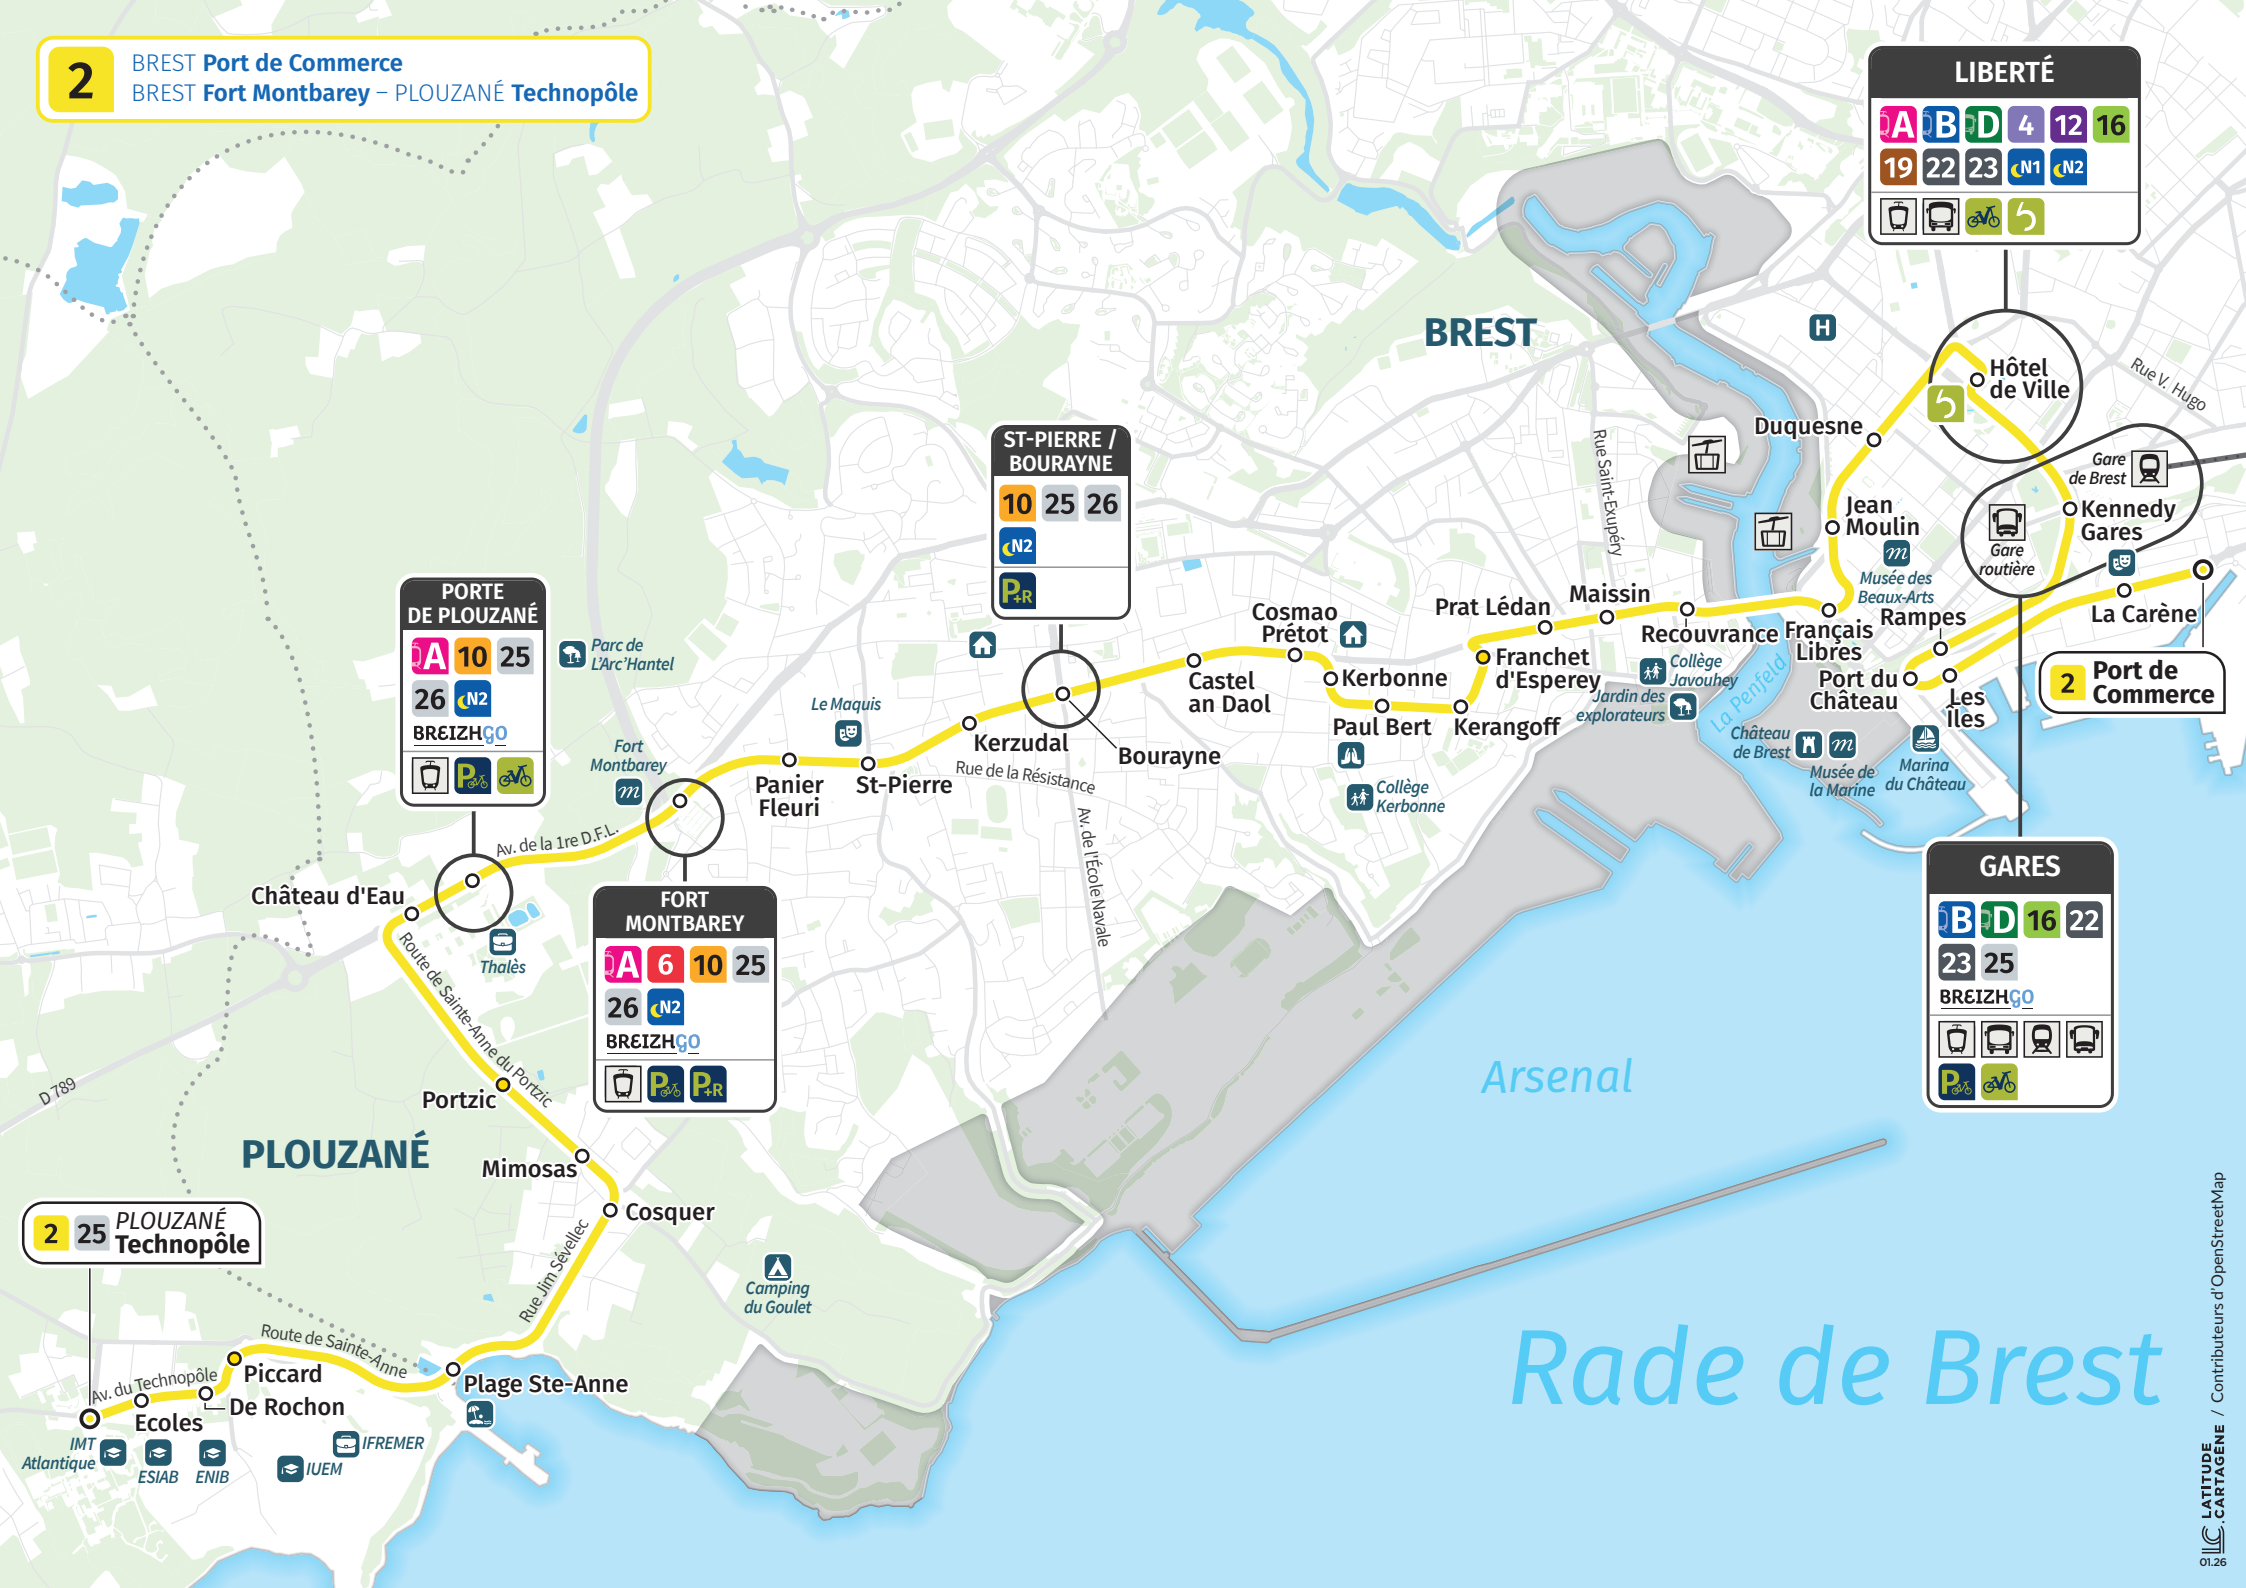 2
BREST Port de Commerce
BREST Fort Montbarey – PLOUZANÉ Technopôle
LIBERTÉ
A B D 4 12 16
19 22 23 N1 N2
BREST
H
Hôtel
de Ville
Rue V. Hugo
Duquesne
Gare
de Brest
Kennedy
Gares
Gare
routière
Jean
Moulin
m
Musée des
Beaux-Arts
Rampes
La Carène
2 Port de
Commerce
Rue Saint-Exupéry
ST-PIERRE /
BOURAYNE
10 25 26
N2
P+R
PORTE
DE PLOUZANÉ
A 10 25
26 N2
BREIZHGO
P
Parc de
L'Arc'Hantel
Fort
Montbarey
m
Le Maquis
Panier
Fleuri
St-Pierre
Kerzudal
Rue de la Résistance
Bourayne
Castel
an Daol
Cosmao
Prétot
Kerbonne
Paul Bert
Kerangoff
Franchet
d'Esperey
Prat Lédan
Maissin
Recouvrance
Français
Libres
Collège
Javouhey
Jardin des
explorateurs
La Penfeld
Port du
Château
Les
Îles
Château
de Brest
m
Musée de
la Marine
Marina
du Château
Collège
Kerbonne
Av. de l'École Navale
Av. de la 1re D.F.L.
Château d'Eau
Thalès
FORT
MONTBAREY
A 6 10 25
26 N2
BREIZHGO
P P+R
GARES
B D 16 22
23 25
BREIZHGO
P
Route de Sainte-Anne du Portzic
D 789
Portzic
PLOUZANÉ
Mimosas
Cosquer
Rue Jim Sévellec
2 25 PLOUZANÉ
Technopôle
Camping
du Goulet
Arsenal
Rade de Brest
Route de Sainte-Anne
Av. du Technopôle
Piccard
De Rochon
Ecoles
Plage Ste-Anne
IMT
Atlantique
ESIAB
ENIB
IUEM
IFREMER
LC LATITUDE
.CARTAGÈNE / Contributeurs d'OpenStreetMap
01.26